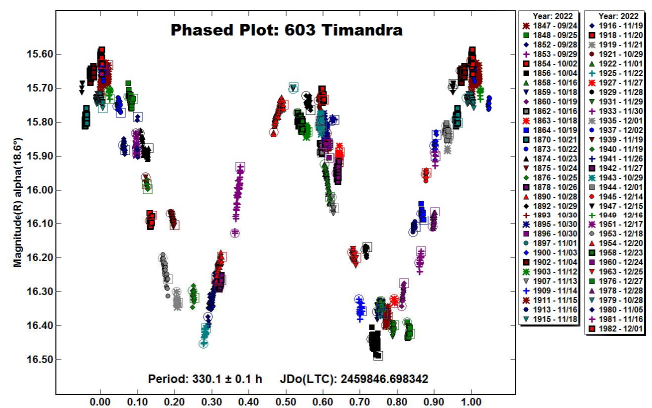 Phased Plot: 603 Timandra
Magnitude(R) alpha(18.6°)
15.60
15.70
15.80
15.90
16.00
16.10
16.20
16.30
16.40
16.50
Period: 330.1 ± 0.1 h JDo(LTC): 2459846.698342
0.00
0.10
0.20
0.30
0.40
0.50
0.60
0.70
0.80
0.90
1.00
Year: 2022
1847 - 09/24
1848 - 09/25
1852 - 09/28
1853 - 09/29
1854 - 10/02
1856 - 10/04
1858 - 10/16
1859 - 10/18
1860 - 10/19
1862 - 10/16
1863 - 10/18
1864 - 10/19
1870 - 10/21
1873 - 10/22
1874 - 10/23
1875 - 10/24
1876 - 10/25
1878 - 10/26
1890 - 10/28
1892 - 10/29
1893 - 10/30
1895 - 10/30
1896 - 10/30
1897 - 11/01
1900 - 11/03
1902 - 11/04
1903 - 11/12
1907 - 11/13
1909 - 11/14
1911 - 11/15
1913 - 11/16
1915 - 11/18
Year: 2022
1916 - 11/19
1918 - 11/20
1919 - 11/21
1921 - 10/29
1922 - 11/01
1925 - 11/22
1927 - 11/27
1929 - 11/28
1931 - 11/29
1933 - 11/30
1935 - 12/01
1937 - 12/02
1939 - 11/19
1940 - 11/19
1941 - 11/26
1942 - 11/27
1943 - 10/29
1944 - 12/01
1945 - 12/14
1947 - 12/15
1949 - 12/16
1953 - 12/18
1954 - 12/20
1958 - 12/23
1960 - 12/24
1963 - 12/25
1976 - 12/27
1978 - 12/28
1979 - 10/28
1980 - 11/05
1981 - 11/16
1982 - 12/01